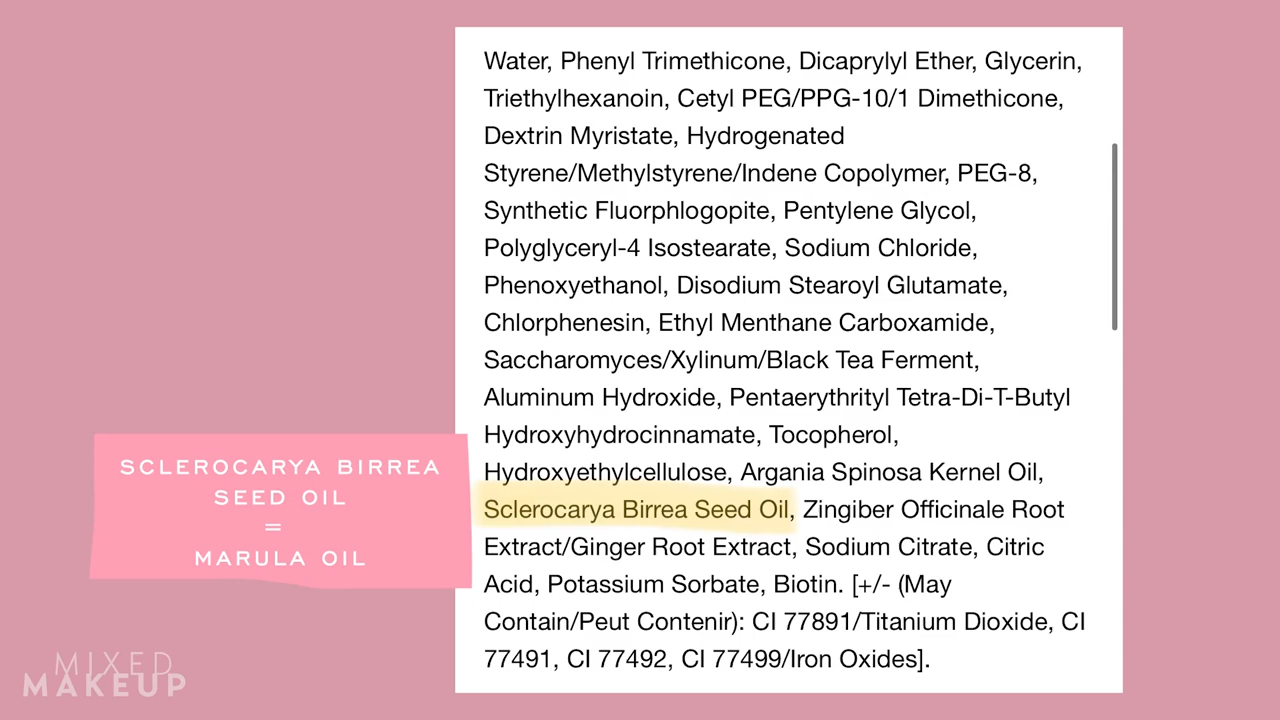 Water, Phenyl Trimethicone, Dicaprylyl Ether, Glycerin,
Triethylhexanoin, Cetyl PEG/PPG-10/1 Dimethicone,
Dextrin Myristate, Hydrogenated
Styrene/Methylstyrene/Indene Copolymer, PEG-8,
Synthetic Fluorphlogopite, Pentylene Glycol,
Polyglyceryl-4 Isostearate, Sodium Chloride,
Phenoxyethanol, Disodium Stearoyl Glutamate,
Chlorphenesin, Ethyl Menthane Carboxamide,
Saccharomyces/Xylinum/Black Tea Ferment,
Aluminum Hydroxide, Pentaerythrityl Tetra-Di-T-Butyl
Hydroxyhydrocinnamate, Tocopherol,
Hydroxyethylcellulose, Argania Spinosa Kernel Oil,
Sclerocarya Birrea Seed Oil, Zingiber Officinale Root
Extract/Ginger Root Extract, Sodium Citrate, Citric
Acid, Potassium Sorbate, Biotin. [+/- (May
Contain/Peut Contenir): CI 77891/Titanium Dioxide, CI
77491, CI 77492, CI 77499/Iron Oxides].
SCLEROCARYA BIRREA
SEED OIL
=
MARULA OIL
MIXED
MAKEUP